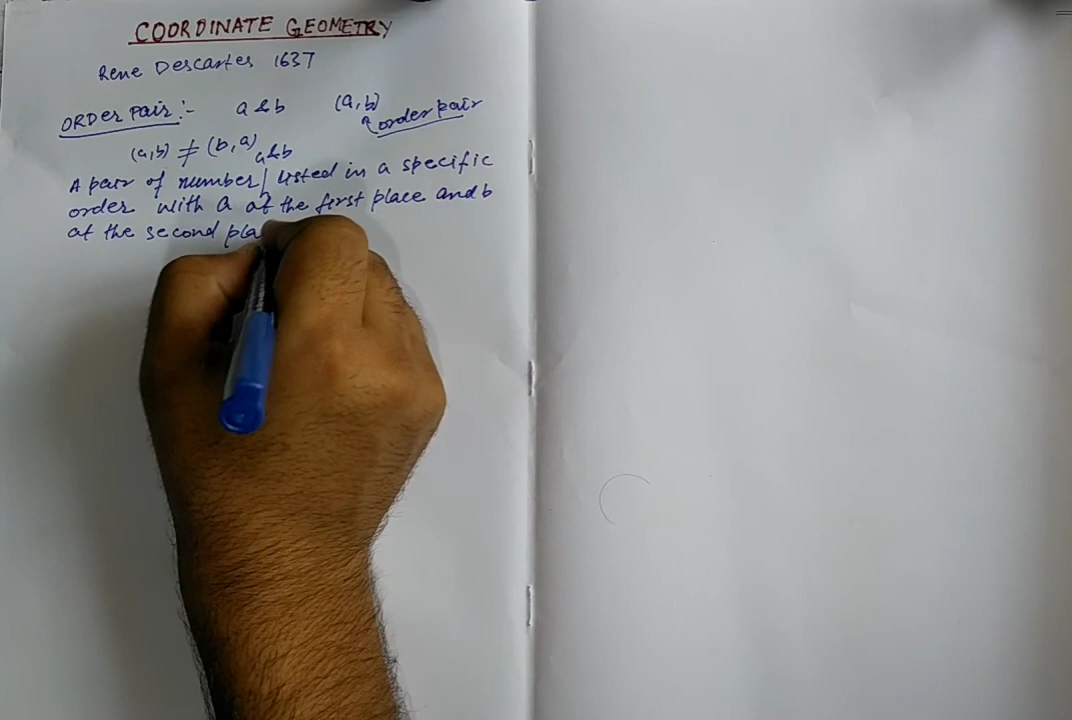 COORDINATE GEOMETRY
Rene Descartes 1637
ORDer Pair :- a & b (a, b)
order pair
(a,b) ≠ (b, a)
a & b
A pair of number | listed in a specific
order with a at the first place and b
at the second pla